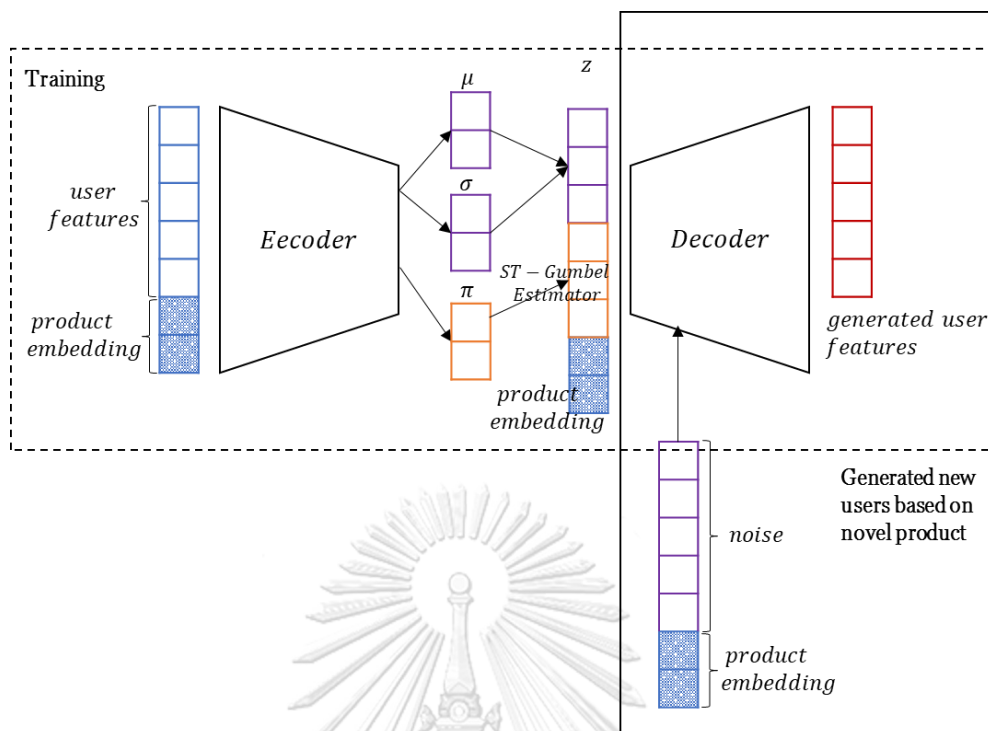 Training
z
μ
σ
π
user
features
product
embedding
Eecoder
ST − Gumbel
Estimator
product
embedding
Decoder
generated user
features
Generated new
users based on
novel product
noise
product
embedding